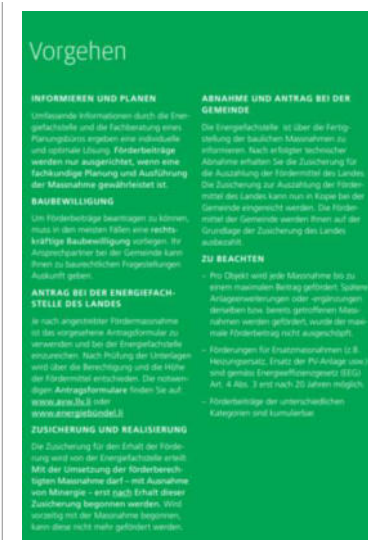 Vorgehen
INFORMIEREN UND PLANEN
Umfassende Informationen durch die Ener-
giefachstelle und die Fachberatung eines
Planungsbüros ergeben eine individuelle
und optimale Lösung. Förderbeiträge
werden nur ausgerichtet, wenn eine
fachkundige Planung und Ausführung
der Massnahme gewährleistet ist.
BAUBEWILLIGUNG
Um Förderbeiträge beantragen zu können,
muss in den meisten Fällen eine rechts-
kräftige Baubewilligung vorliegen. Ihr
Ansprechpartner bei der Gemeinde kann
Ihnen zu baurechtlichen Fragestellungen
Auskunft geben.
ANTRAG BEI DER ENERGIEFACH-
STELLE DES LANDES
Je nach angestrebter Fördermassnahme
ist das vorgesehene Antragsformular zu
verwenden und bei der Energiefachstelle
einzureichen. Nach Prüfung der Unterlagen
wird über die Berechtigung und die Höhe
der Fördermittel entschieden. Die notwen-
digen Antragsformulare finden Sie auf:
www.avw.llv.li oder
www.energiebündel.li
ZUSICHERUNG UND REALISIERUNG
Die Zusicherung für den Erhalt der Förde-
rung wird von der Energiefachstelle erteilt.
Mit der Umsetzung der förderberech-
tigten Massnahme darf – mit Ausnahme
von Minergie – erst nach Erhalt dieser
Zusicherung begonnen werden. Wird
vorzeitig mit der Massnahme begonnen,
kann diese nicht mehr gefördert werden.
ABNAHME UND ANTRAG BEI DER
GEMEINDE
Die Energiefachstelle ist über die Fertig-
stellung der baulichen Massnahmen zu
informieren. Nach erfolgter technischer
Abnahme erhalten Sie die Zusicherung für
die Auszahlung der Fördermittel des Landes.
Die Zusicherung zur Auszahlung der Förder-
mittel des Landes kann nun in Kopie bei der
Gemeinde eingereicht werden. Die Förder-
mittel der Gemeinde werden Ihnen auf der
Grundlage der Zusicherung des Landes
ausbezahlt.
ZU BEACHTEN
– Pro Objekt wird jede Massnahme bis zu
einem maximalen Beitrag gefördert. Spätere
Anlagenerweiterungen oder -ergänzungen
derselben bzw. bereits getroffenen Mass-
nahmen werden gefördert, wurde der maxi-
male Förderbeitrag nicht ausgeschöpft.
– Förderungen für Ersatzmassnahmen (z.B.
Heizungsersatz, Ersatz der PV-Anlage usw.)
sind gemäss Energieeffizienzgesetz (EEG)
Art. 4 Abs. 3 erst nach 20 Jahren möglich.
– Förderbeiträge der unterschiedlichen
Kategorien sind kumulierbar.